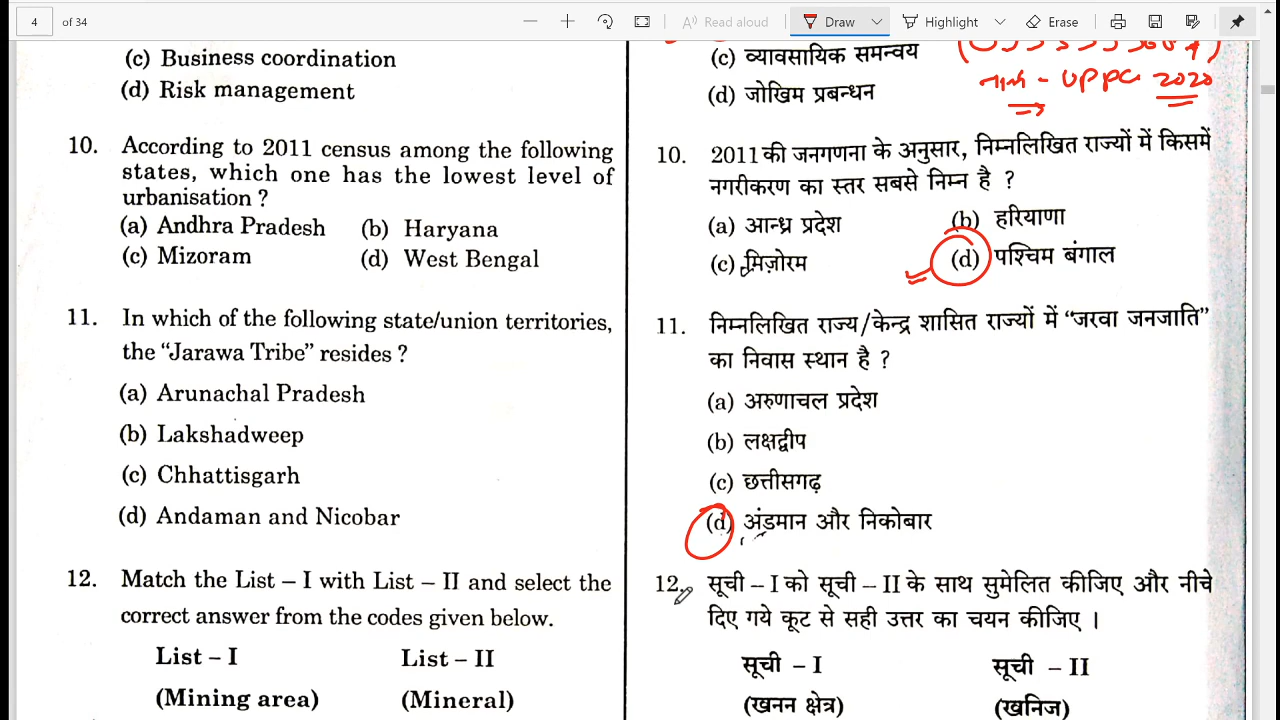 4 of 34 Read aloud Draw Highlight Erase
(c) Business coordination
(d) Risk management
10. According to 2011 census among the following
states, which one has the lowest level of
urbanisation ?
(a) Andhra Pradesh (b) Haryana
(c) Mizoram (d) West Bengal
11. In which of the following state/union territories,
the “Jarawa Tribe” resides ?
(a) Arunachal Pradesh
(b) Lakshadweep
(c) Chhattisgarh
(d) Andaman and Nicobar
12. Match the List – I with List – II and select the
correct answer from the codes given below.
List – I List – II
(Mining area) (Mineral)
(c) व्यावसायिक समन्वय
(d) जोखिम प्रबन्धन
UPPC 2020
10. 2011 की जनगणना के अनुसार, निम्नलिखित राज्यों में किसमें
नगरीकरण का स्तर सबसे निम्न है ?
(a) आन्ध्र प्रदेश (b) हरियाणा
(c) मिज़ोरम (d) पश्चिम बंगाल
11. निम्नलिखित राज्य/केन्द्र शासित राज्यों में “जरवा जनजाति”
का निवास स्थान है ?
(a) अरुणाचल प्रदेश
(b) लक्षद्वीप
(c) छत्तीसगढ़
(d) अंडमान और निकोबार
12. सूची – I को सूची – II के साथ सुमेलित कीजिए और नीचे
दिए गये कूट से सही उत्तर का चयन कीजिए ।
सूची – I सूची – II
(खनन क्षेत्र) (खनिज)